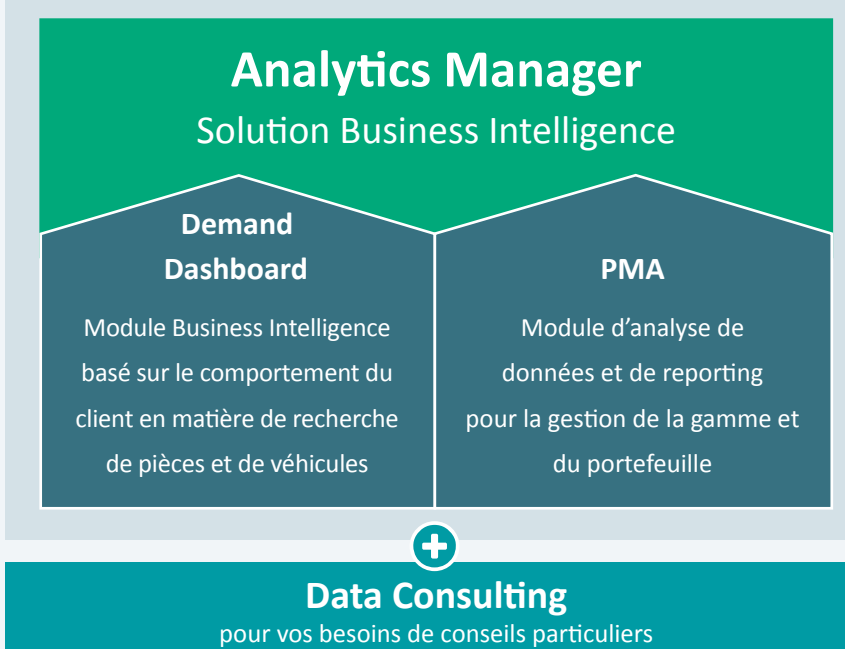 Analytics Manager
Solution Business Intelligence
Demand
Dashboard
Module Business Intelligence
basé sur le comportement du
client en matière de recherche
de pièces et de véhicules
PMA
Module d’analyse de
données et de reporting
pour la gestion de la gamme et
du portefeuille
Data Consulting
pour vos besoins de conseils particuliers